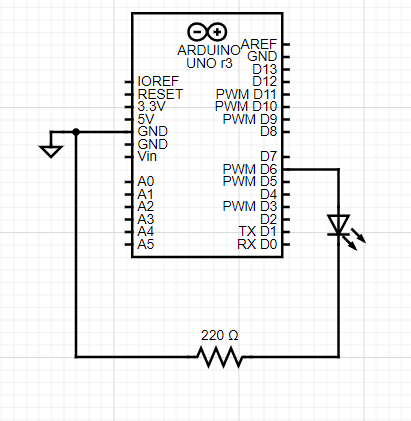 ARDUINO
UNO r3
AREF
GND
D13
IOREF
D12
RESET
PWM D11
3.3V
PWM D10
5V
PWM D9
GND
D8
GND
Vin
D7
PWM D6
A0
PWM D5
A1
D4
A2
PWM D3
A3
D2
A4
TX D1
A5
RX D0
220 Ω